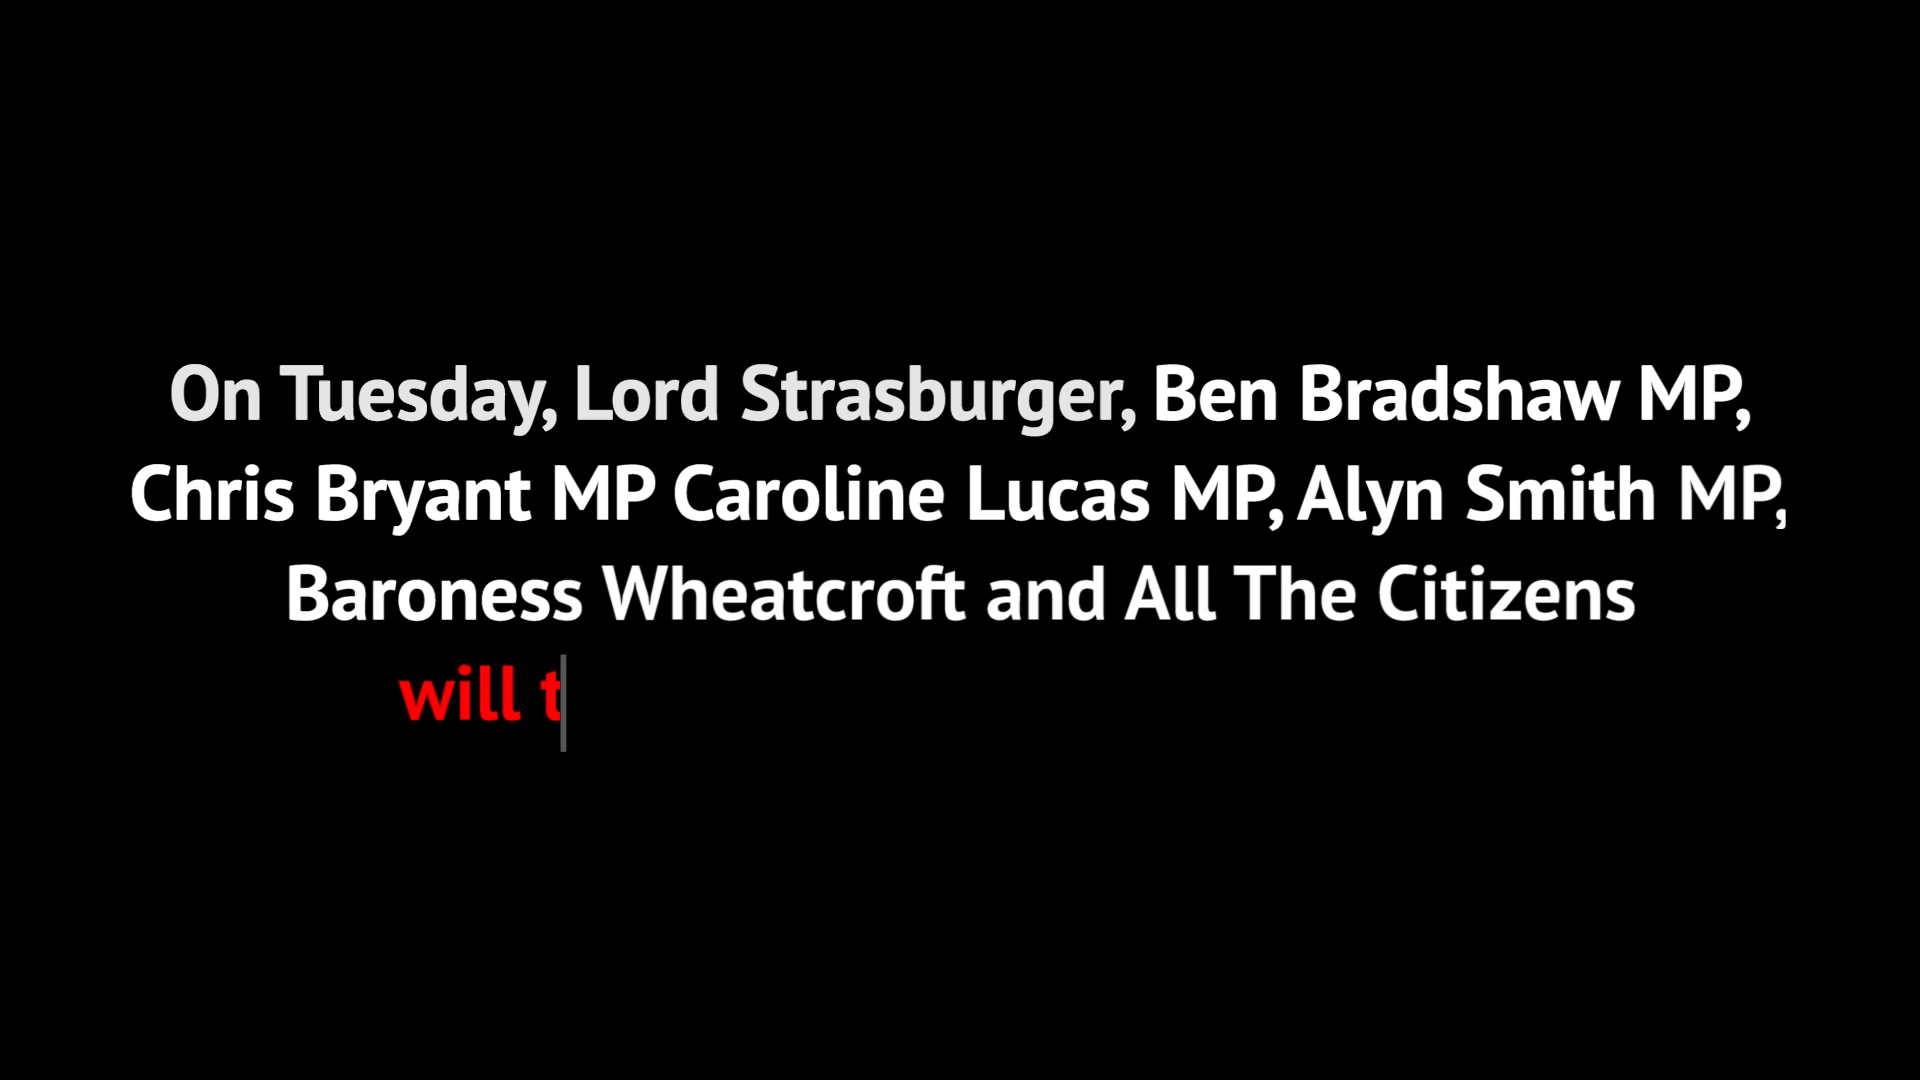 On Tuesday, Lord Strasburger, Ben Bradshaw MP,
Chris Bryant MP Caroline Lucas MP, Alyn Smith MP,
Baroness Wheatcroft and All The Citizens
will t